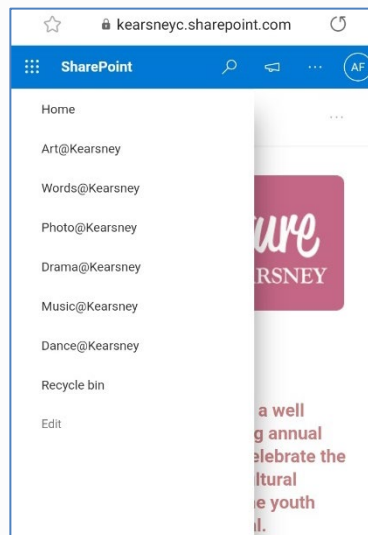 kearsneyc.sharepoint.com
SharePoint
AF
Home
Art@Kearsney
Words@Kearsney
Photo@Kearsney
Drama@Kearsney
Music@Kearsney
Dance@Kearsney
Recycle bin
Edit
ure
RSNEY
a well
g annual
elebrate the
ltural
e youth